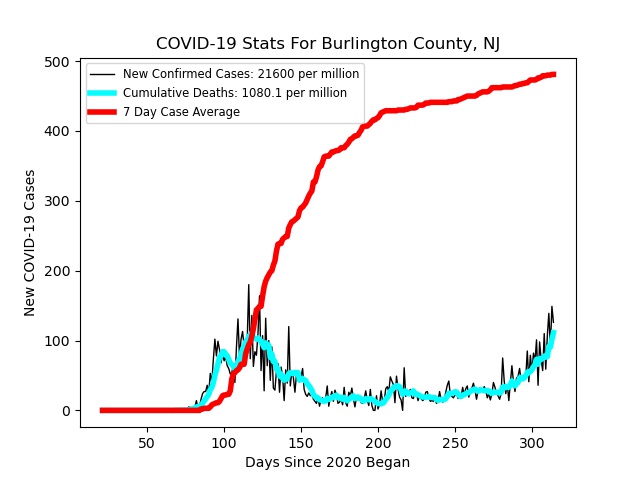 COVID-19 Stats For Burlington County, NJ
New Confirmed Cases: 21600 per million
Cumulative Deaths: 1080.1 per million
7 Day Case Average
New COVID-19 Cases
500
400
300
200
100
0
50 100 150 200 250 300
Days Since 2020 Began